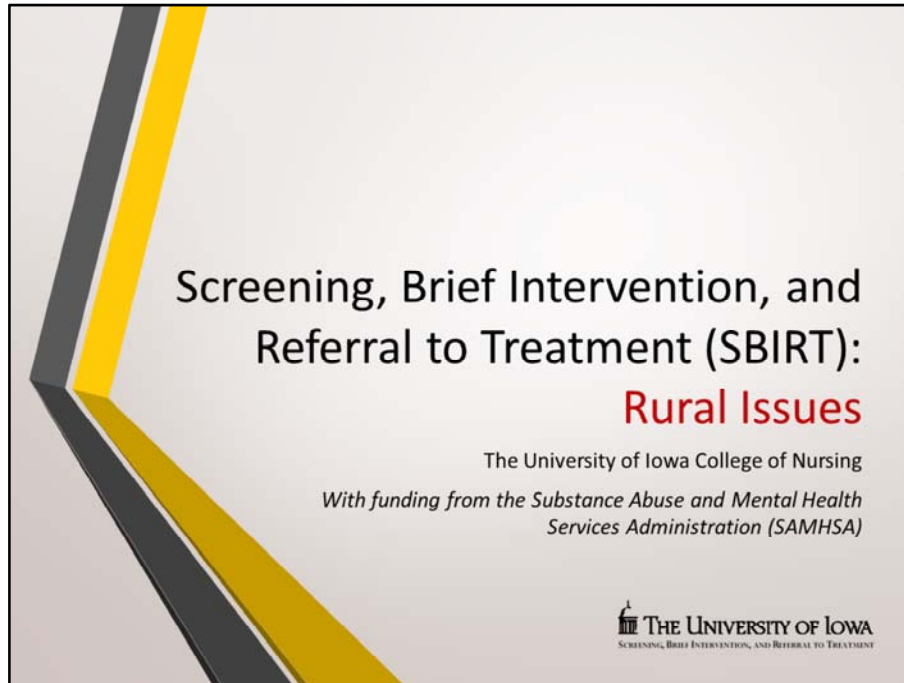 Screening, Brief Intervention, and
Referral to Treatment (SBIRT):
Rural Issues
The University of Iowa College of Nursing
With funding from the Substance Abuse and Mental Health
Services Administration (SAMHSA)
THE UNIVERSITY OF IOWA
SCREENING, BRIEF INTERVENTION, AND REFERRAL TO TREATMENT